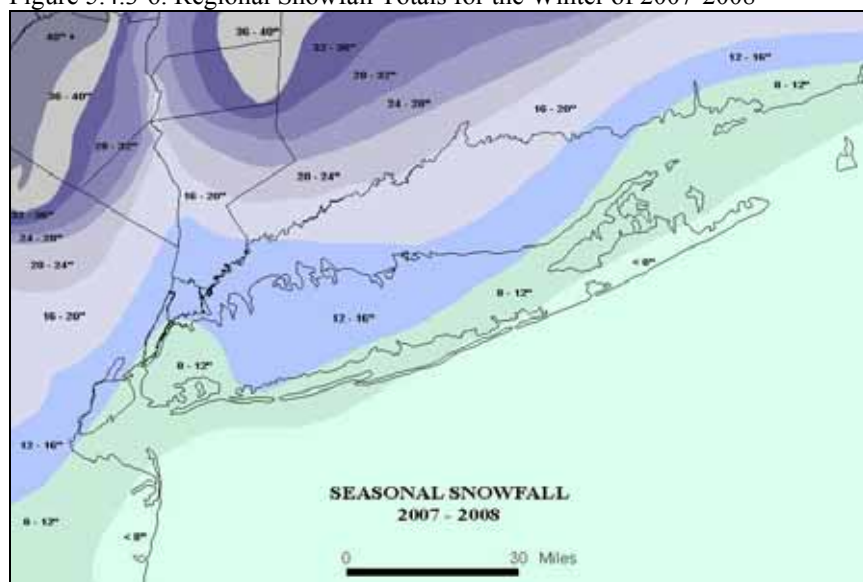 Figure 5.4.3-6. Regional Snowfall Totals for the Winter of 2007-2008
40" +
36 - 40"
32 - 36"
12 - 16"
36 - 40"
28 - 32"
8 - 12"
24 - 28"
16 - 20"
28 - 32"
20 - 24"
16 - 20"
32 - 36"
24 - 28"
20 - 24"
< 8"
8 - 12"
16 - 20"
12 - 16"
8 - 12"
12 - 16"
SEASONAL SNOWFALL
2007 - 2008
8 - 12"
< 8"
0 30 Miles